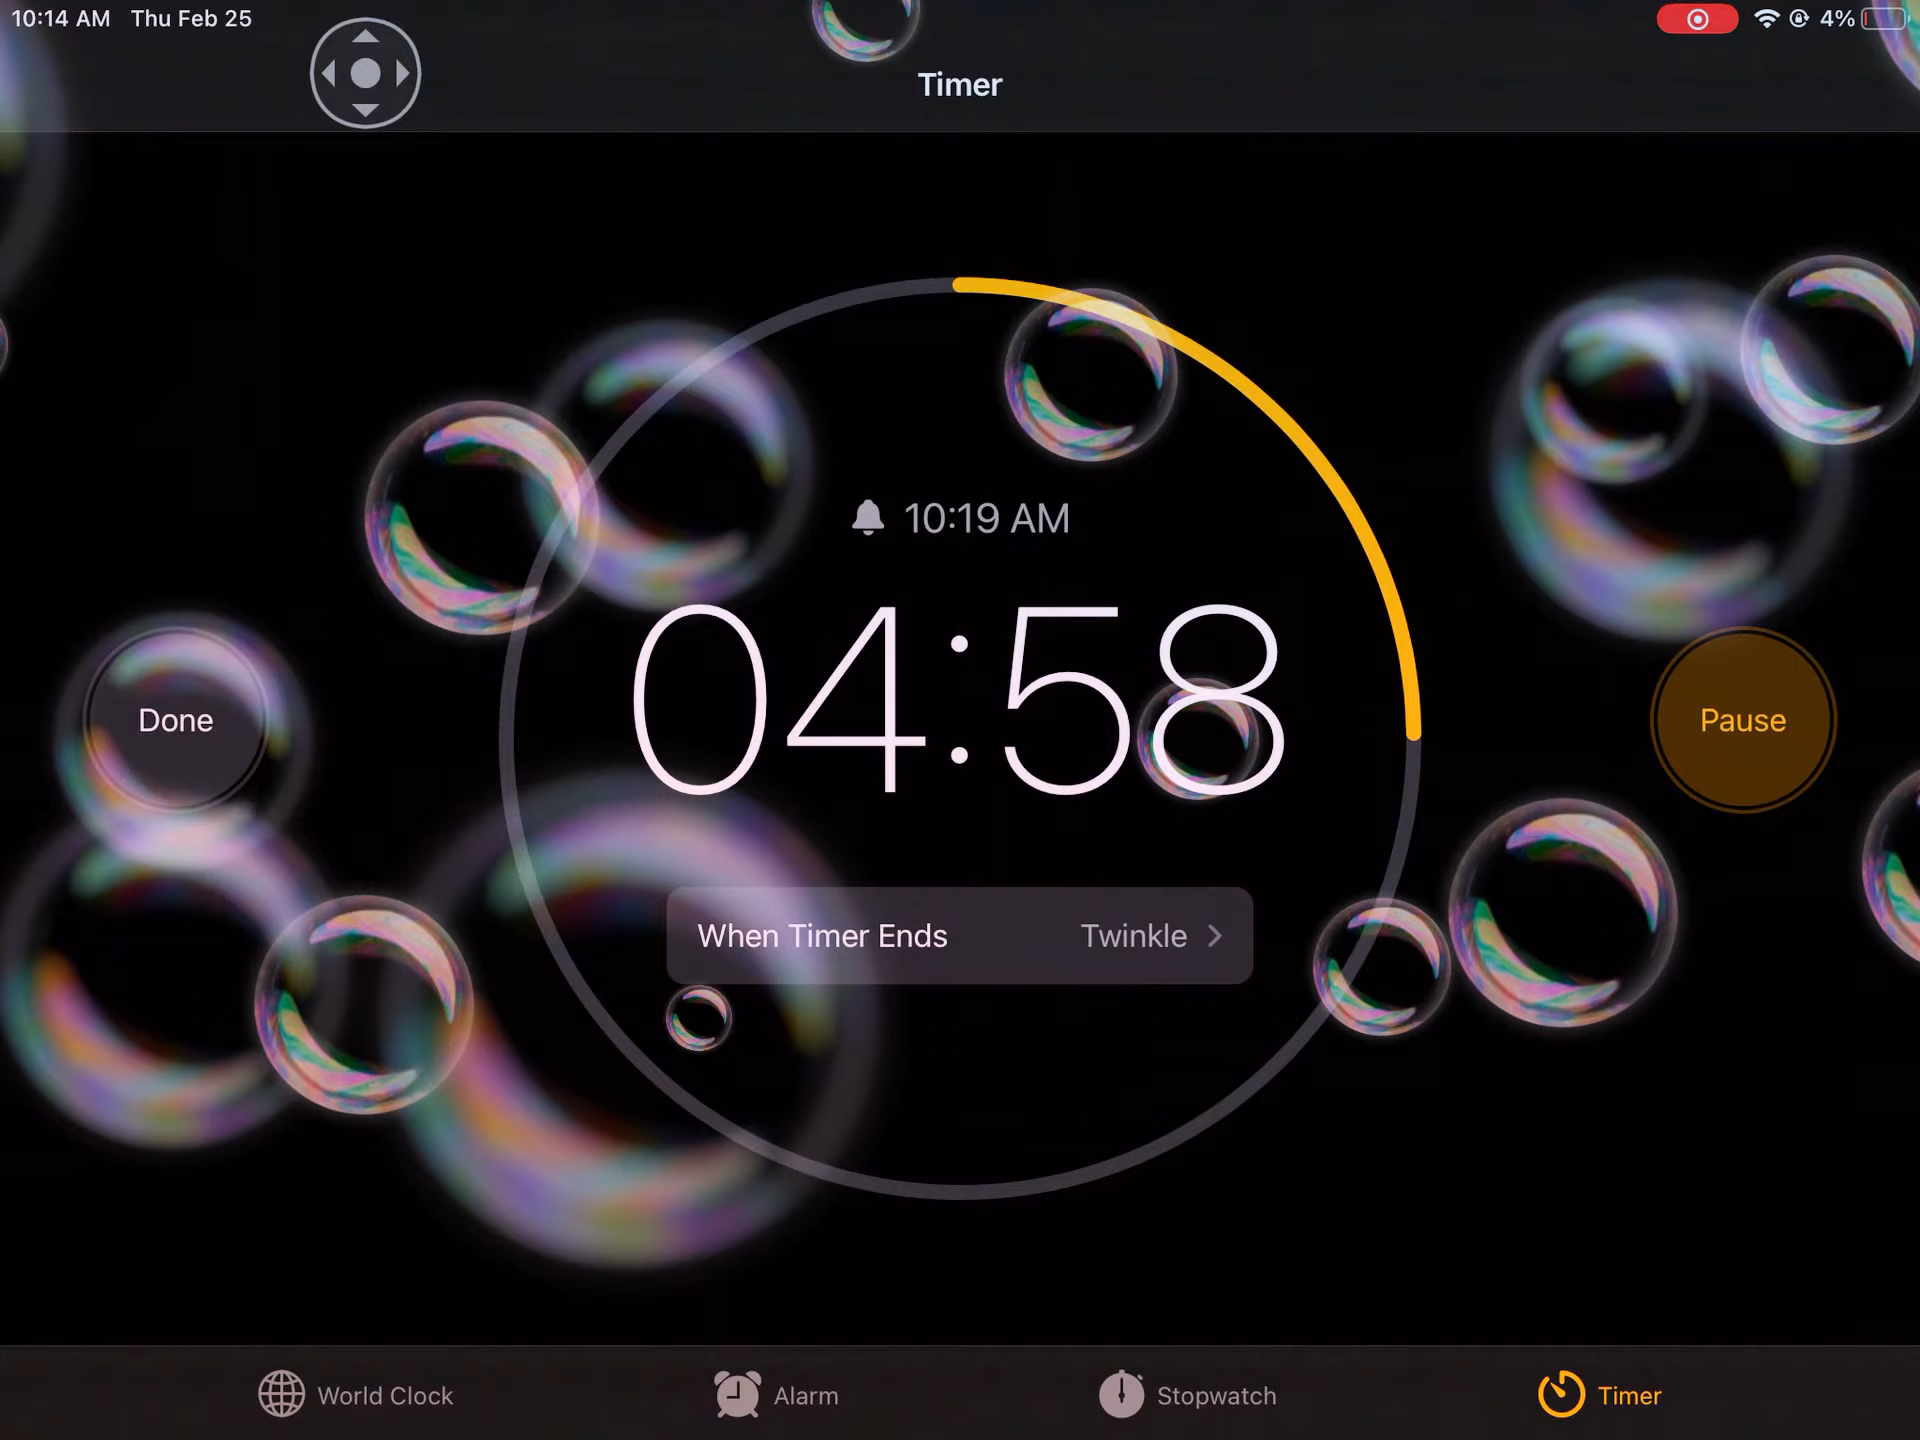 10:14 AM Thu Feb 25
4%
Timer
10:19 AM
04:58
Done
Pause
When Timer Ends Twinkle
World Clock
Alarm
Stopwatch
Timer